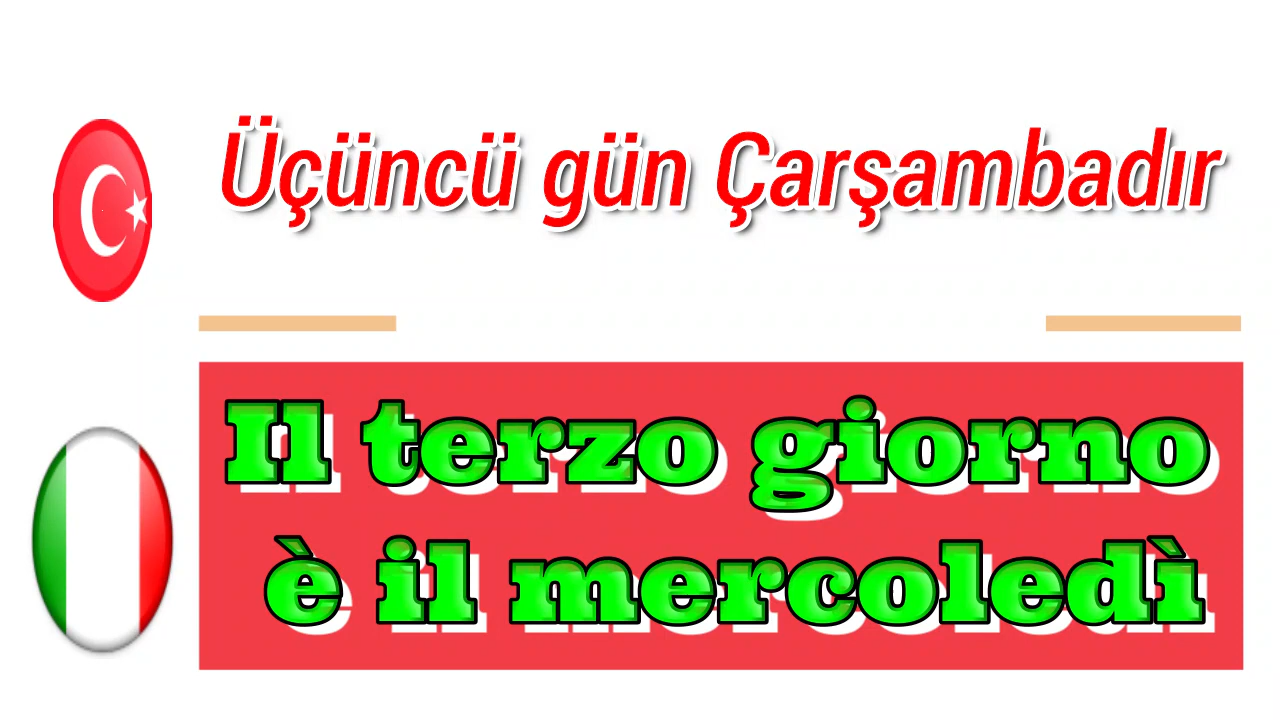 Üçüncü gün Çarşambadır
Il terzo giorno
è il mercoledì